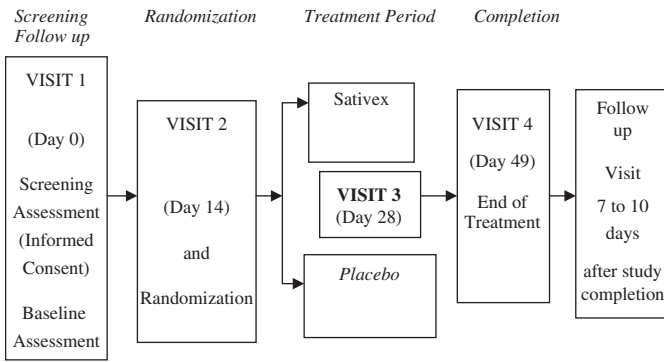 Screening
Follow up
Randomization
Treatment Period
Completion
VISIT 1
(Day 0)
Screening
Assessment
(Informed
Consent)
Baseline
Assessment
VISIT 2
(Day 14)
and
Randomization
Sativex
VISIT 3
(Day 28)
Placebo
VISIT 4
(Day 49)
End of
Treatment
Follow
up
Visit
7 to 10
days
after study
completion